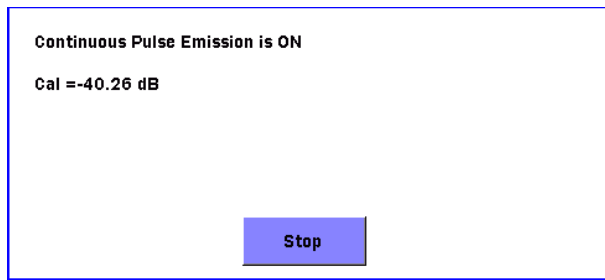 Continuous Pulse Emission is ON
Cal =-40.26 dB
Stop